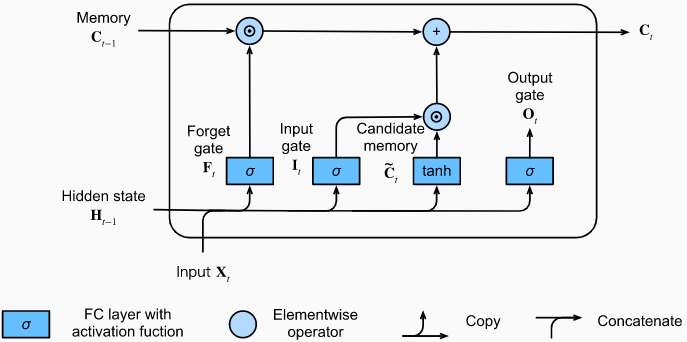 Memory
C_{t−1}
C_t
Output
gate
O_t
Forget
gate
F_t
Input
gate
I_t
Candidate
memory
C̃_t
σ
σ
tanh
σ
Hidden state
H_{t−1}
Input X_t
σ
FC layer with
activation fuction
Elementwise
operator
Copy
Concatenate